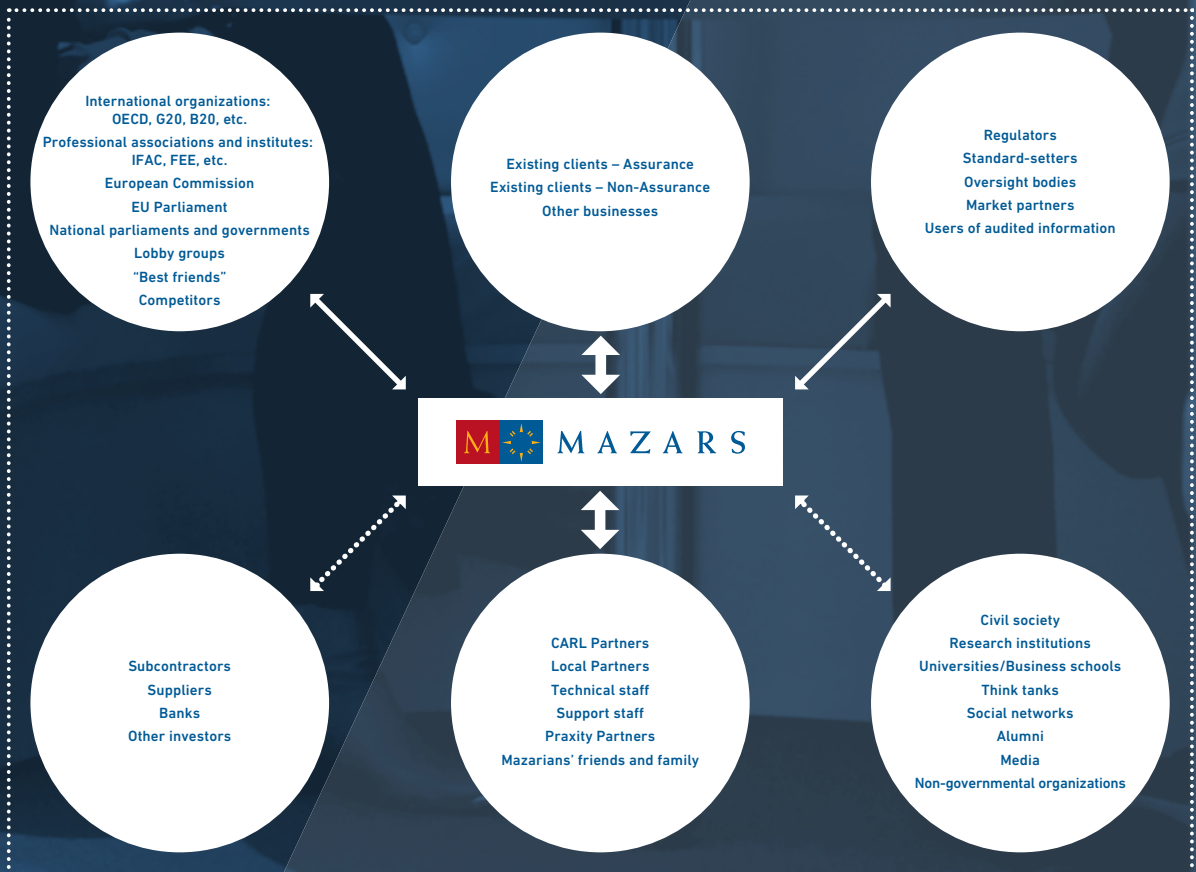 International organizations:
OECD, G20, B20, etc.
Professional associations and institutes:
IFAC, FEE, etc.
European Commission
EU Parliament
National parliaments and governments
Lobby groups
“Best friends”
Competitors
Existing clients – Assurance
Existing clients – Non-Assurance
Other businesses
Regulators
Standard-setters
Oversight bodies
Market partners
Users of audited information
M MAZARS
Subcontractors
Suppliers
Banks
Other investors
CARL Partners
Local Partners
Technical staff
Support staff
Praxity Partners
Mazarians’ friends and family
Civil society
Research institutions
Universities/Business schools
Think tanks
Social networks
Alumni
Media
Non-governmental organizations